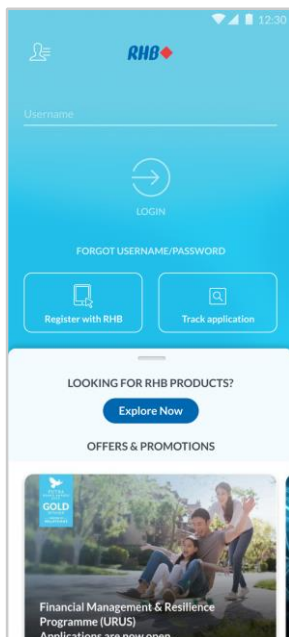 12:30
RHB
Username
LOGIN
FORGOT USERNAME/PASSWORD
Register with RHB
Track application
LOOKING FOR RHB PRODUCTS?
Explore Now
OFFERS & PROMOTIONS
GOLD
Financial Management & Resilience
Programme (URUS)
Applications are now open